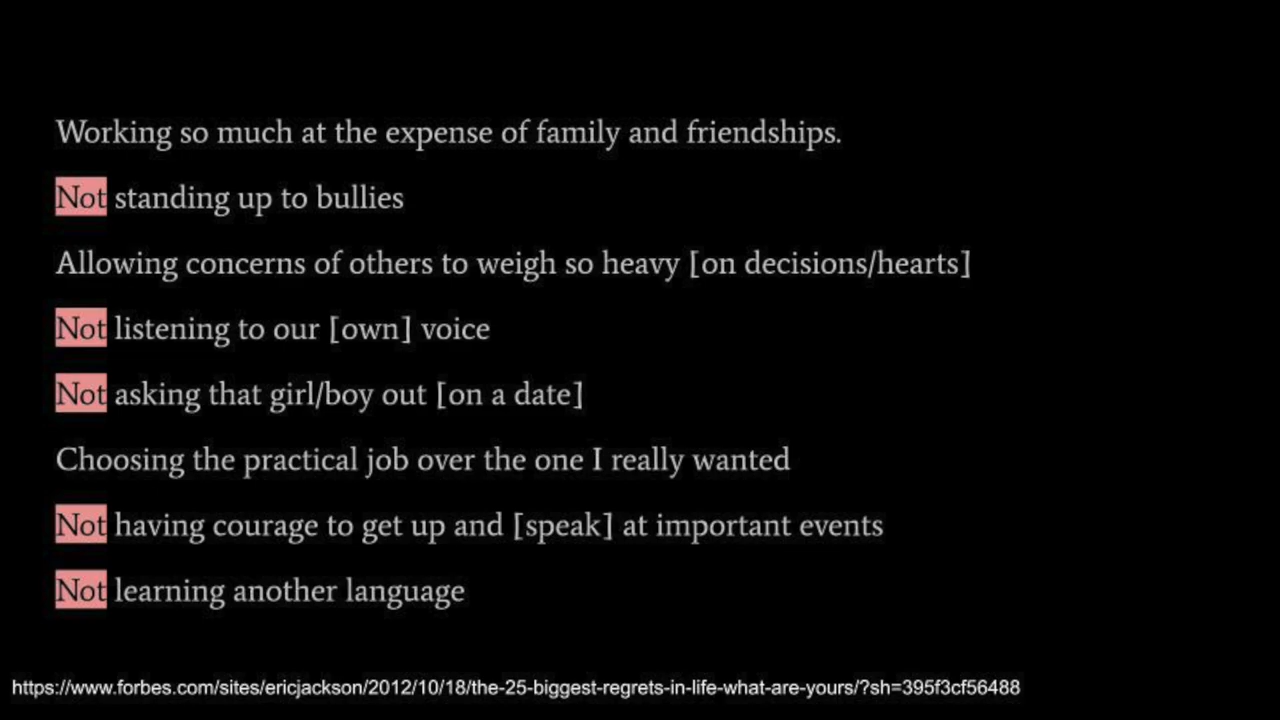 Working so much at the expense of family and friendships.
Not standing up to bullies
Allowing concerns of others to weigh so heavy [on decisions/hearts]
Not listening to our [own] voice
Not asking that girl/boy out [on a date]
Choosing the practical job over the one I really wanted
Not having courage to get up and [speak] at important events
Not learning another language
https://www.forbes.com/sites/ericjackson/2012/10/18/the-25-biggest-regrets-in-life-what-are-yours/?sh=395f3cf56488